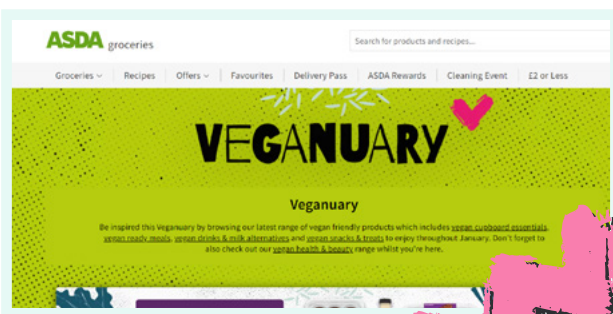 ASDA groceries
Search for products and recipes...
Groceries Recipes Offers Favourites Delivery Pass ASDA Rewards Cleaning Event £2 or Less
VEGANUARY
Veganuary
Be inspired this Veganuary by browsing our latest range of vegan friendly products which includes vegan cupboard essentials,
vegan ready meals, vegan drinks & milk alternatives and vegan snacks & treats to enjoy throughout January. Don't forget to
also check out our vegan health & beauty range whilst you're here.